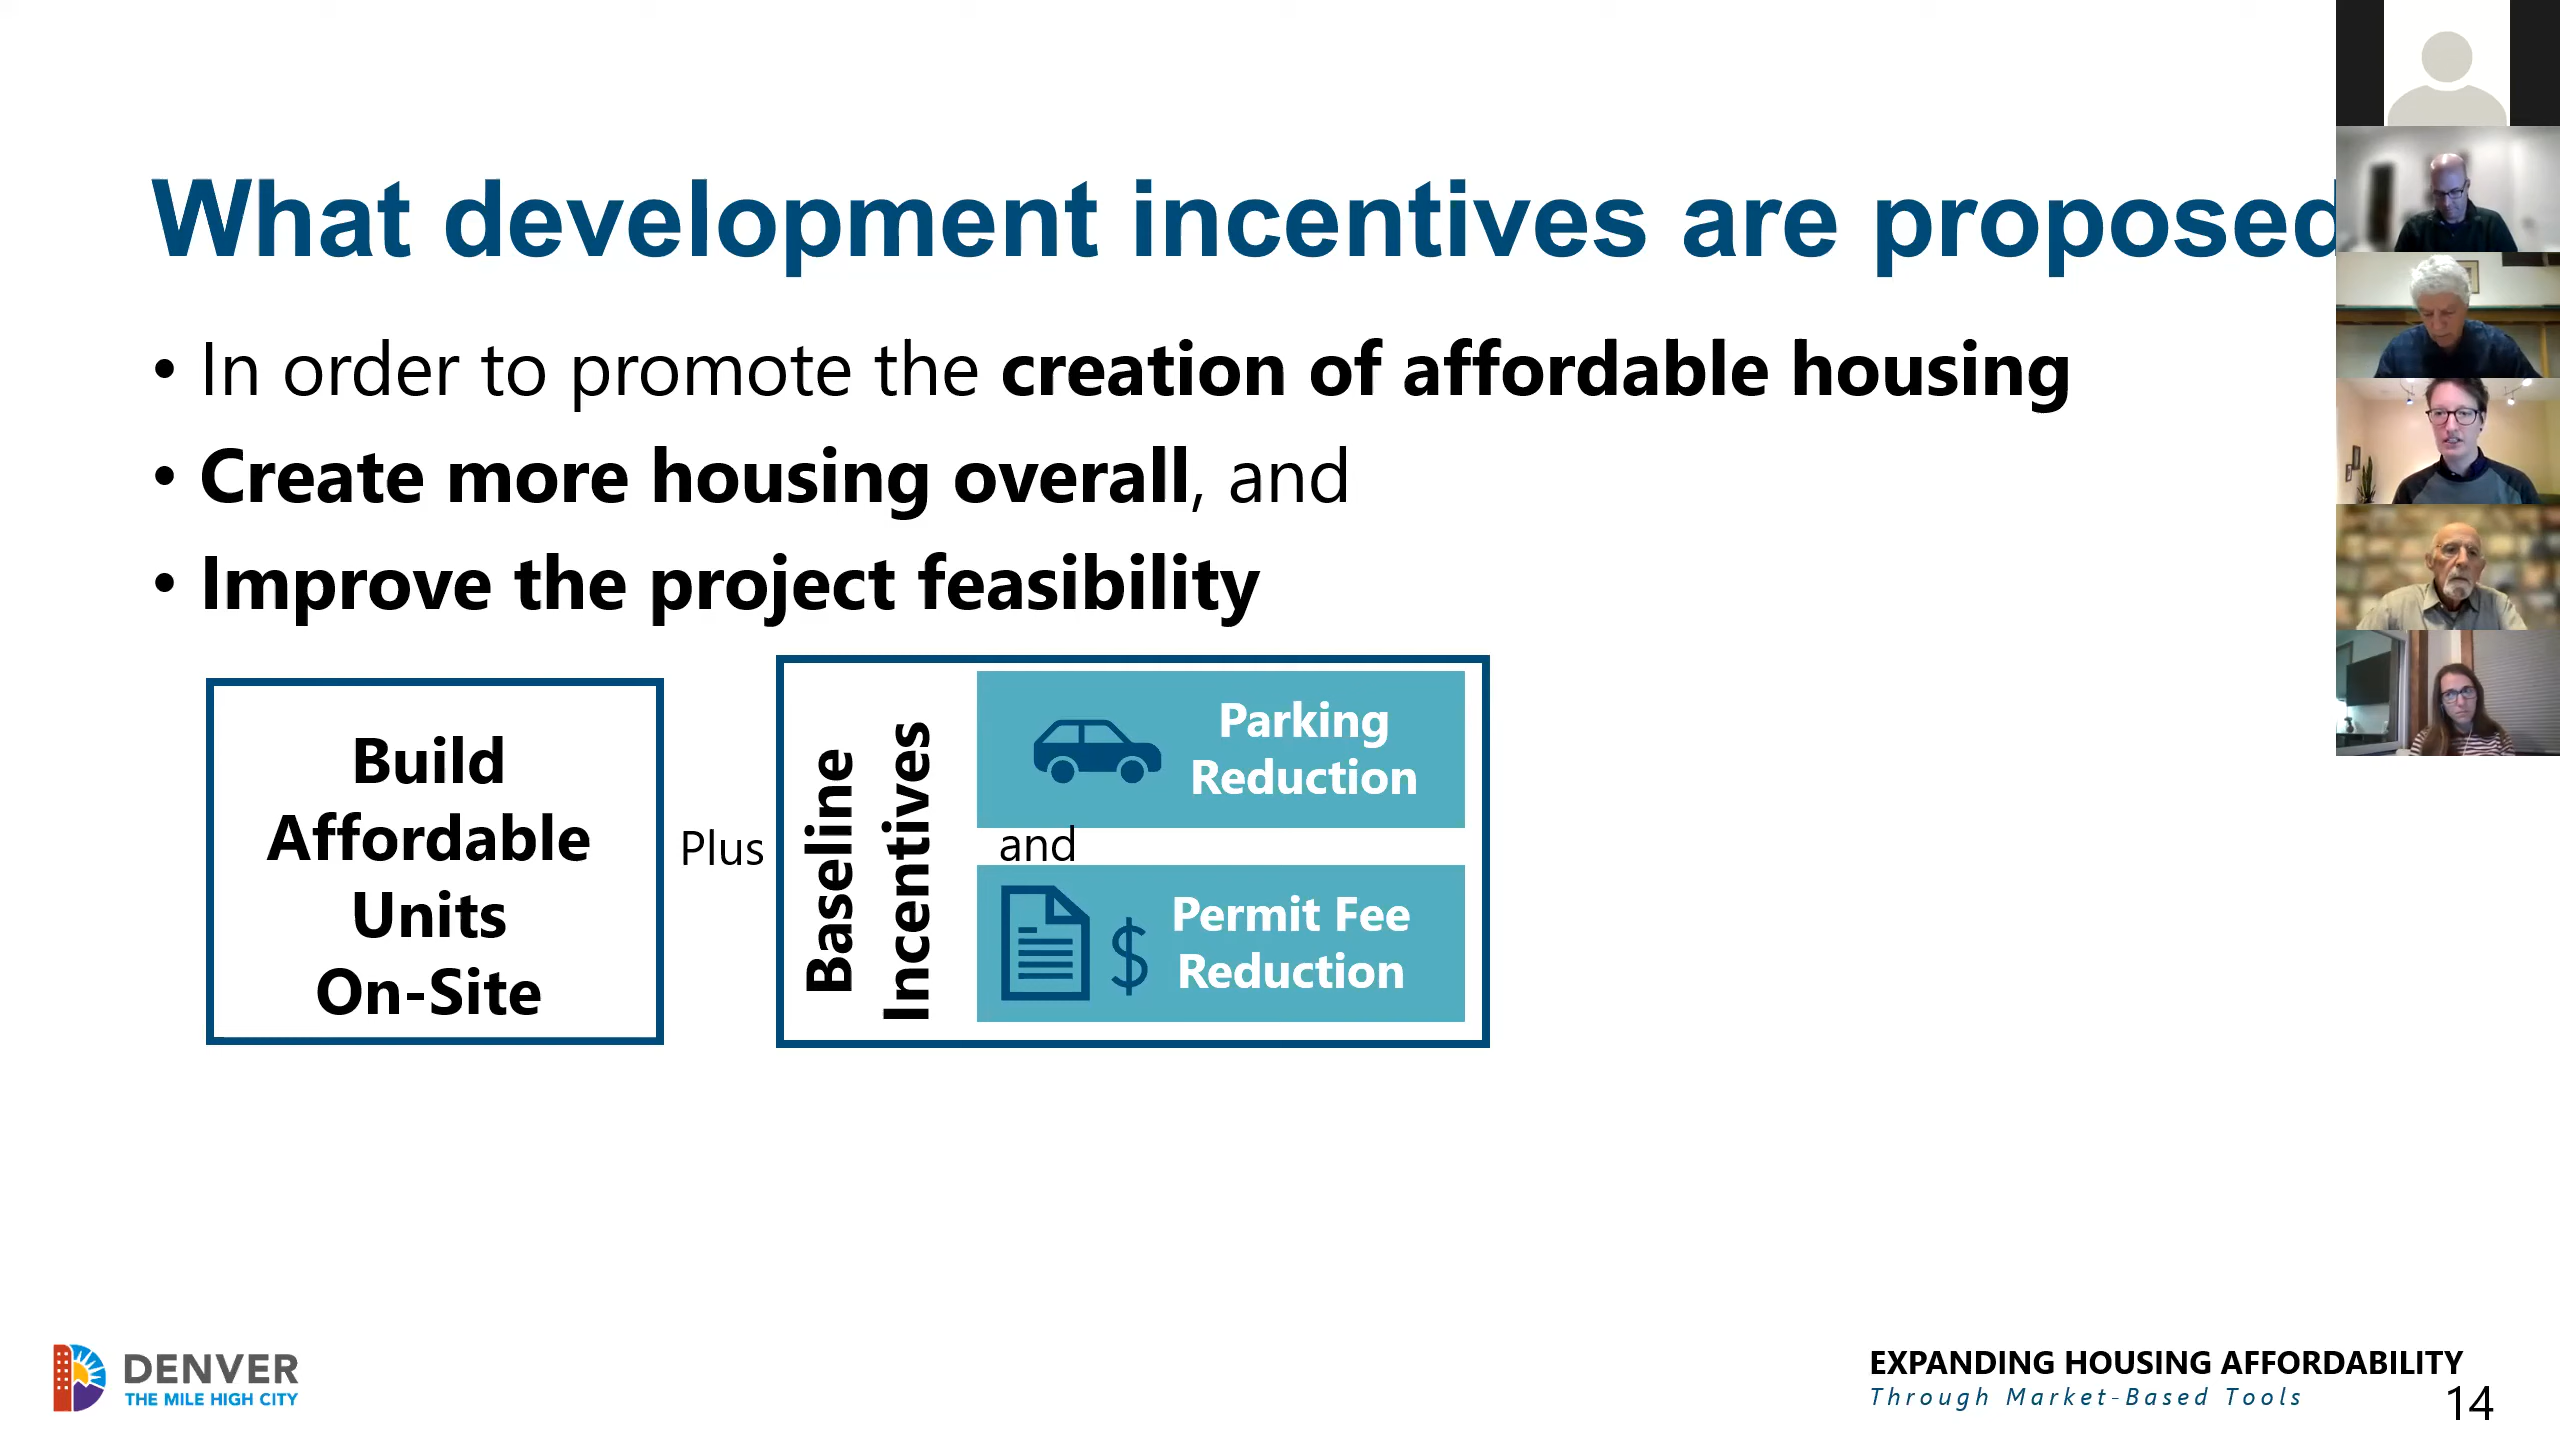 What development incentives are proposed
• In order to promote the creation of affordable housing
• Create more housing overall, and
• Improve the project feasibility
Build
Affordable
Units
On-Site
Plus
Baseline
Incentives
Parking
Reduction
and
$
Permit Fee
Reduction
DENVER
THE MILE HIGH CITY
EXPANDING HOUSING AFFORDABILITY
Through Market-Based Tools
14